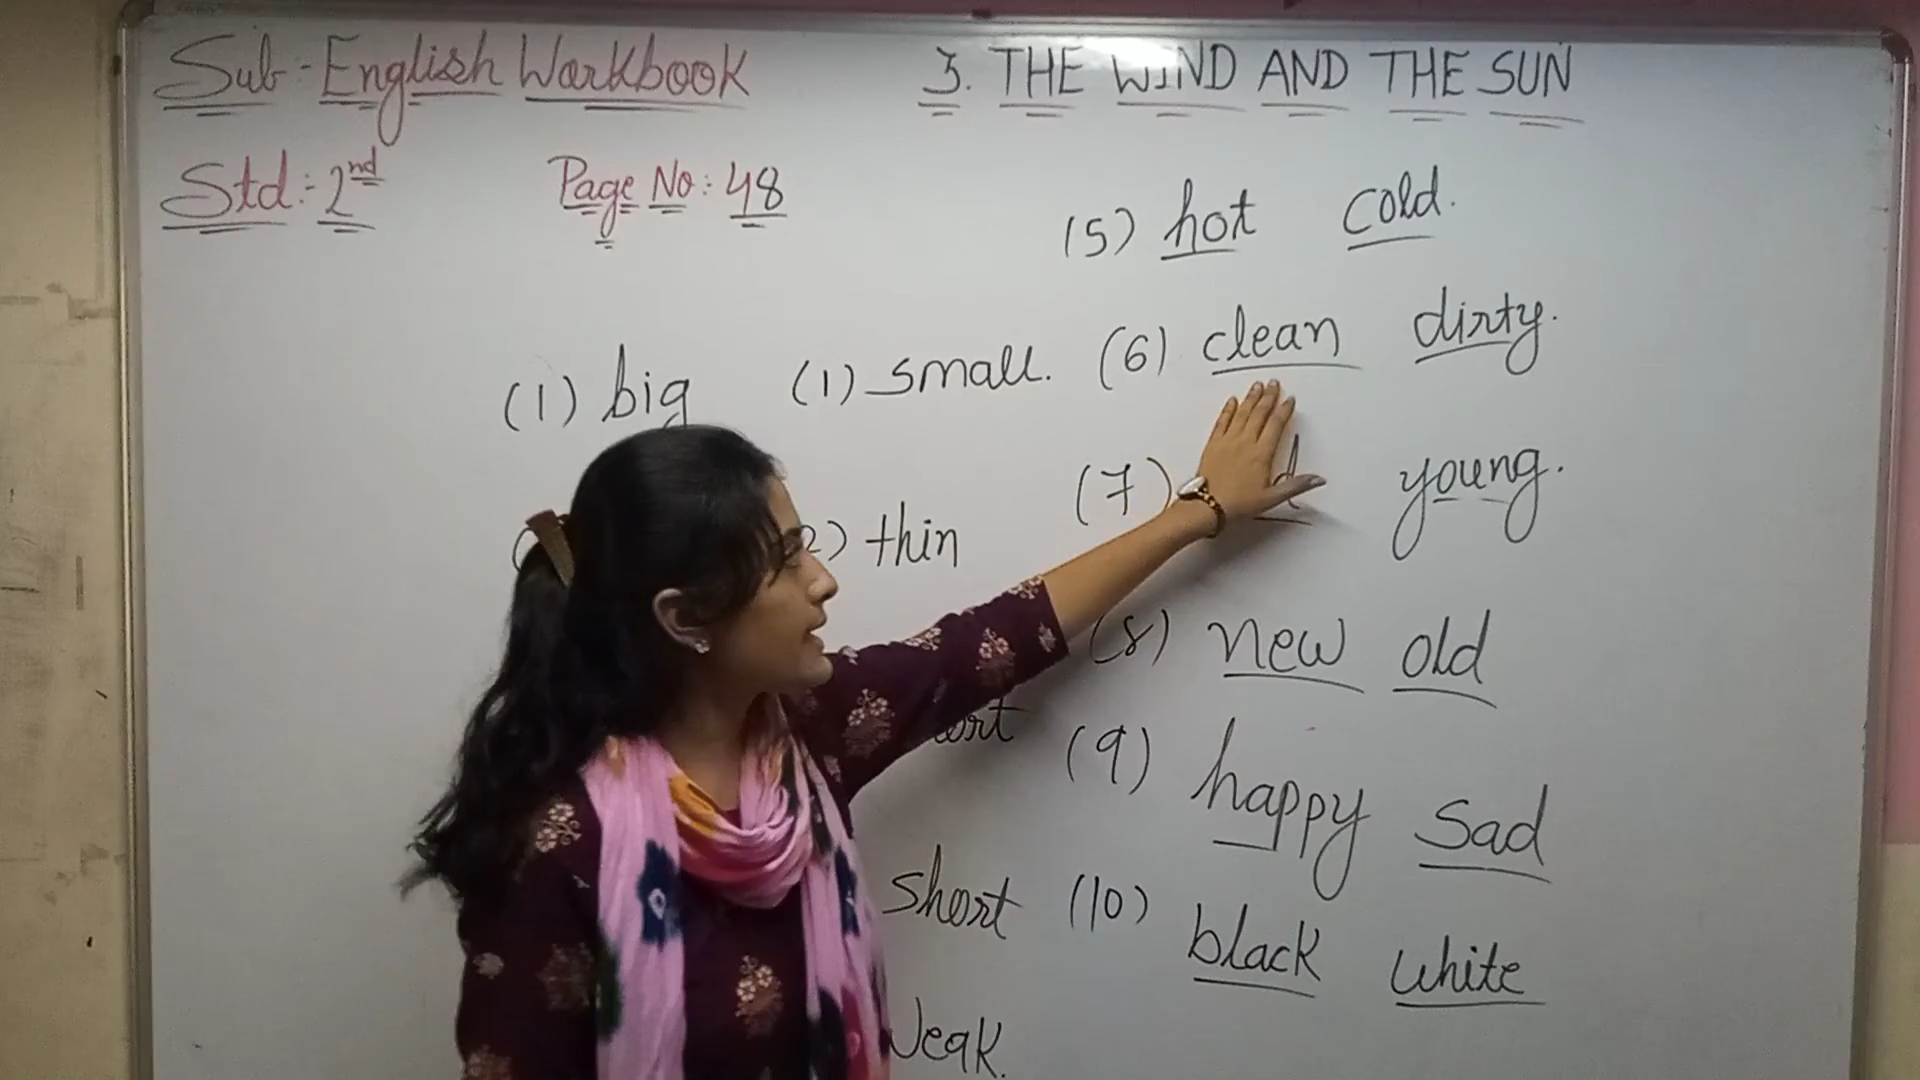 Sub:- English Workbook
3. THE WIND AND THE SUN
Std:- 2nd
Page No:- 48
(1) big (1) small.
2) thin
short
Weak.
(5) hot cold.
(6) clean dirty.
(7) young.
(8) new old
(9) happy sad
(10) black white